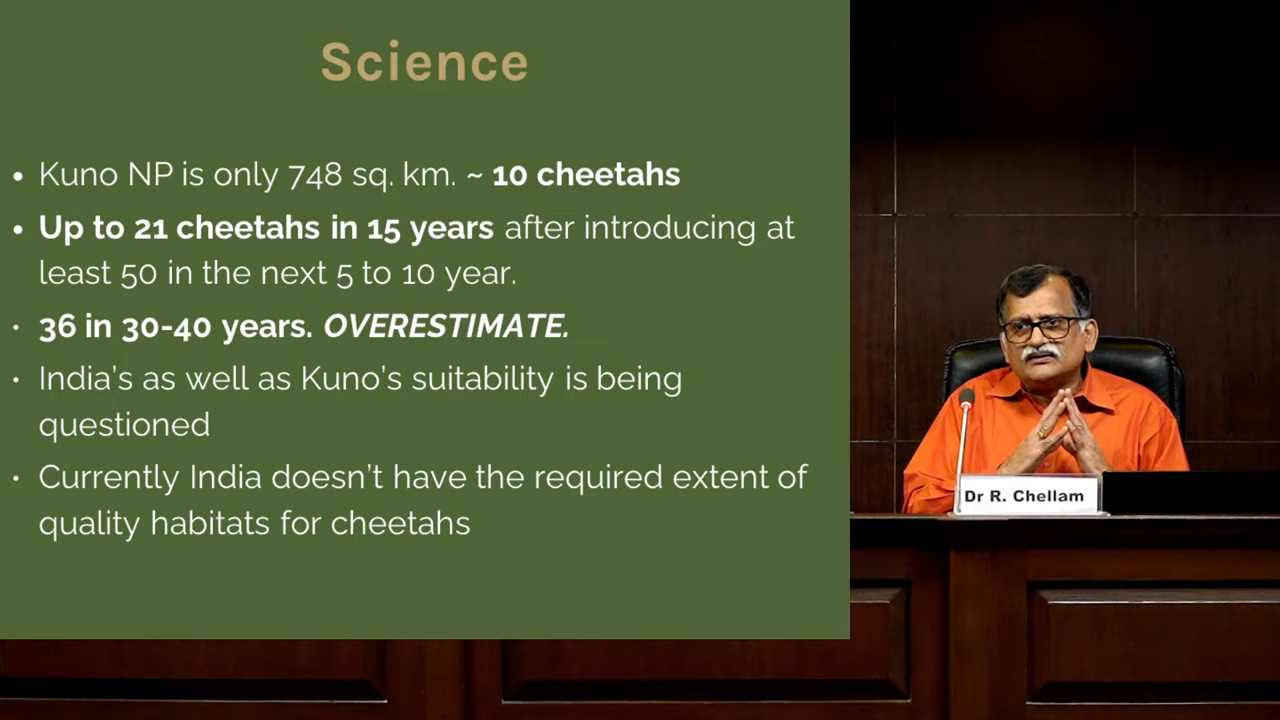 Science
• Kuno NP is only 748 sq. km. ~ 10 cheetahs
• Up to 21 cheetahs in 15 years after introducing at
least 50 in the next 5 to 10 year.
• 36 in 30-40 years. OVERESTIMATE.
• India's as well as Kuno's suitability is being
questioned
• Currently India doesn't have the required extent of
quality habitats for cheetahs
Dr R. Chellam